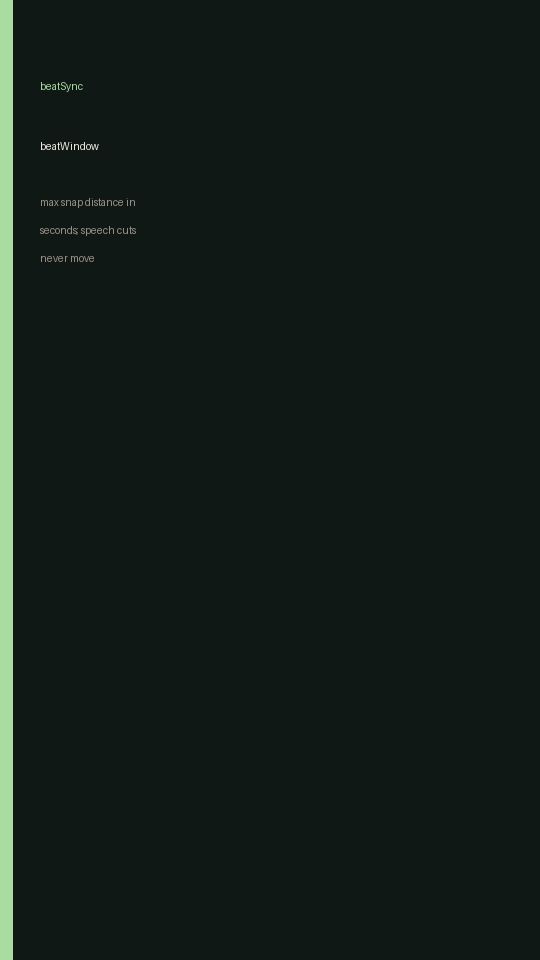 beatSync
beatWindow
max snap distance in
seconds; speech cuts
never move